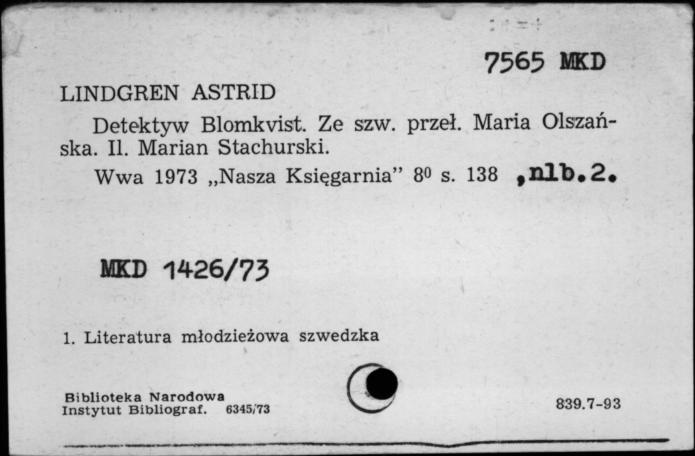 7565 MKD
LINDGREN ASTRID
Detektyw Blomkvist. Ze szw. przeł. Maria Olszań-
ska. Il. Marian Stachurski.
Wwa 1973 „Nasza Księgarnia” 8⁰ s. 138 ,nlb.2.
MKD 1426/73
1. Literatura młodzieżowa szwedzka
Biblioteka Narodowa
Instytut Bibliograf. 6345/73
839.7-93